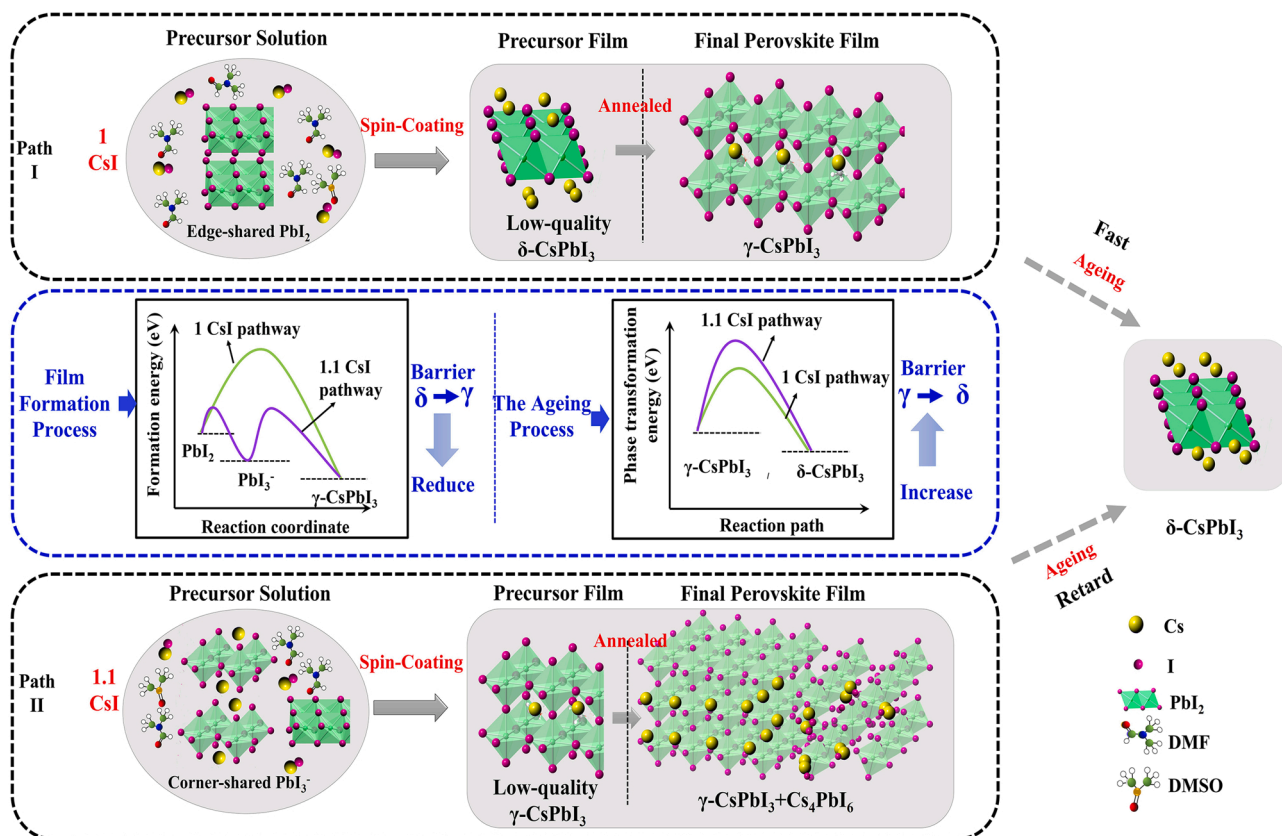 Precursor Solution
Precursor Film
Final Perovskite Film
Path
I
1
CsI
Edge-shared PbI₂
Spin-Coating
Annealed
Low-quality
δ-CsPbI₃
γ-CsPbI₃
Film
Formation
Process
Formation energy (eV)
1 CsI pathway
1.1 CsI
pathway
PbI₂
PbI₃⁻
γ-CsPbI₃
Reaction coordinate
Barrier
δ → γ
Reduce
The Ageing
Process
Phase transformation
energy (eV)
1.1 CsI pathway
1 CsI pathway
γ-CsPbI₃
δ-CsPbI₃
Reaction path
Barrier
γ → δ
Increase
Fast
Ageing
δ-CsPbI₃
Ageing
Retard
Precursor Solution
Precursor Film
Final Perovskite Film
Path
II
1.1
CsI
Corner-shared PbI₃⁻
Spin-Coating
Annealed
Low-quality
γ-CsPbI₃
γ-CsPbI₃+Cs₄PbI₆
Cs
I
PbI₂
DMF
DMSO